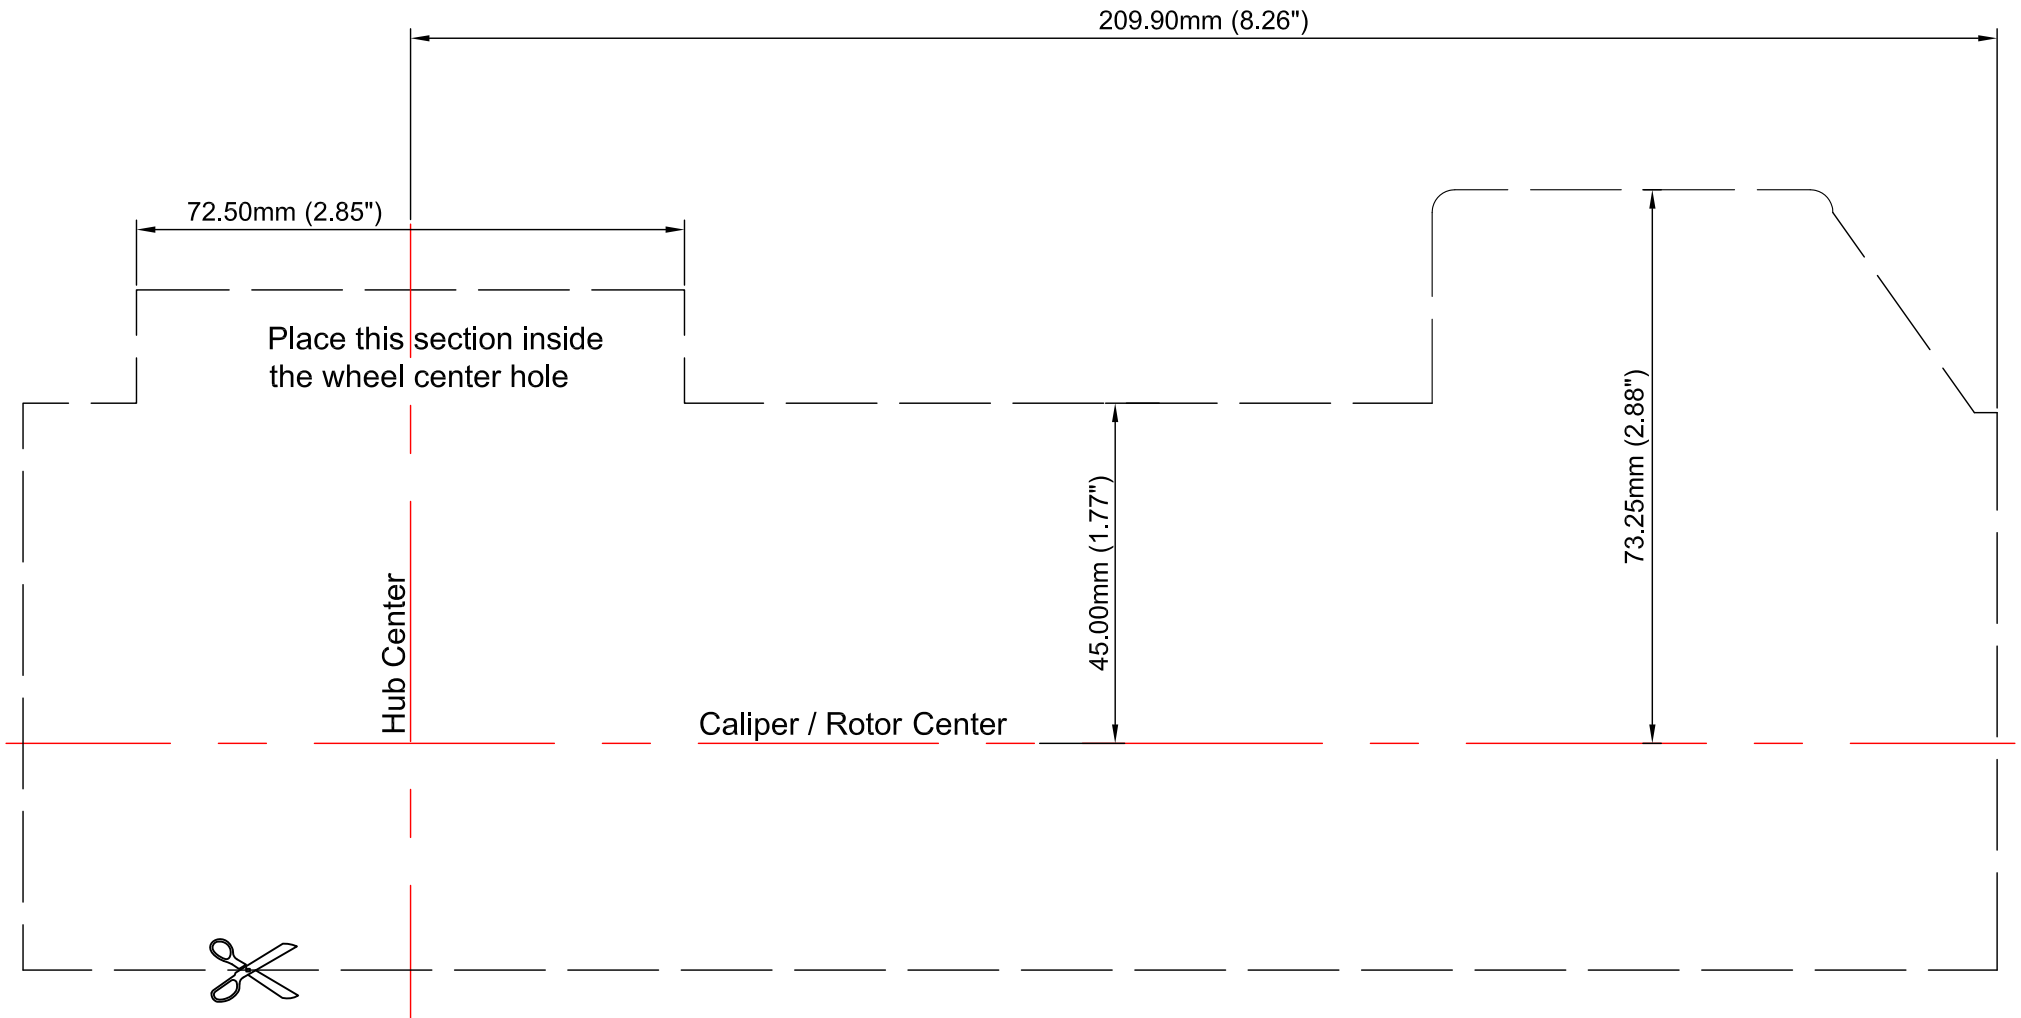 209.90mm (8.26")
72.50mm (2.85")
Place this section inside
the wheel center hole
73.25mm (2.88")
45.00mm (1.77")
Hub Center
Caliper / Rotor Center